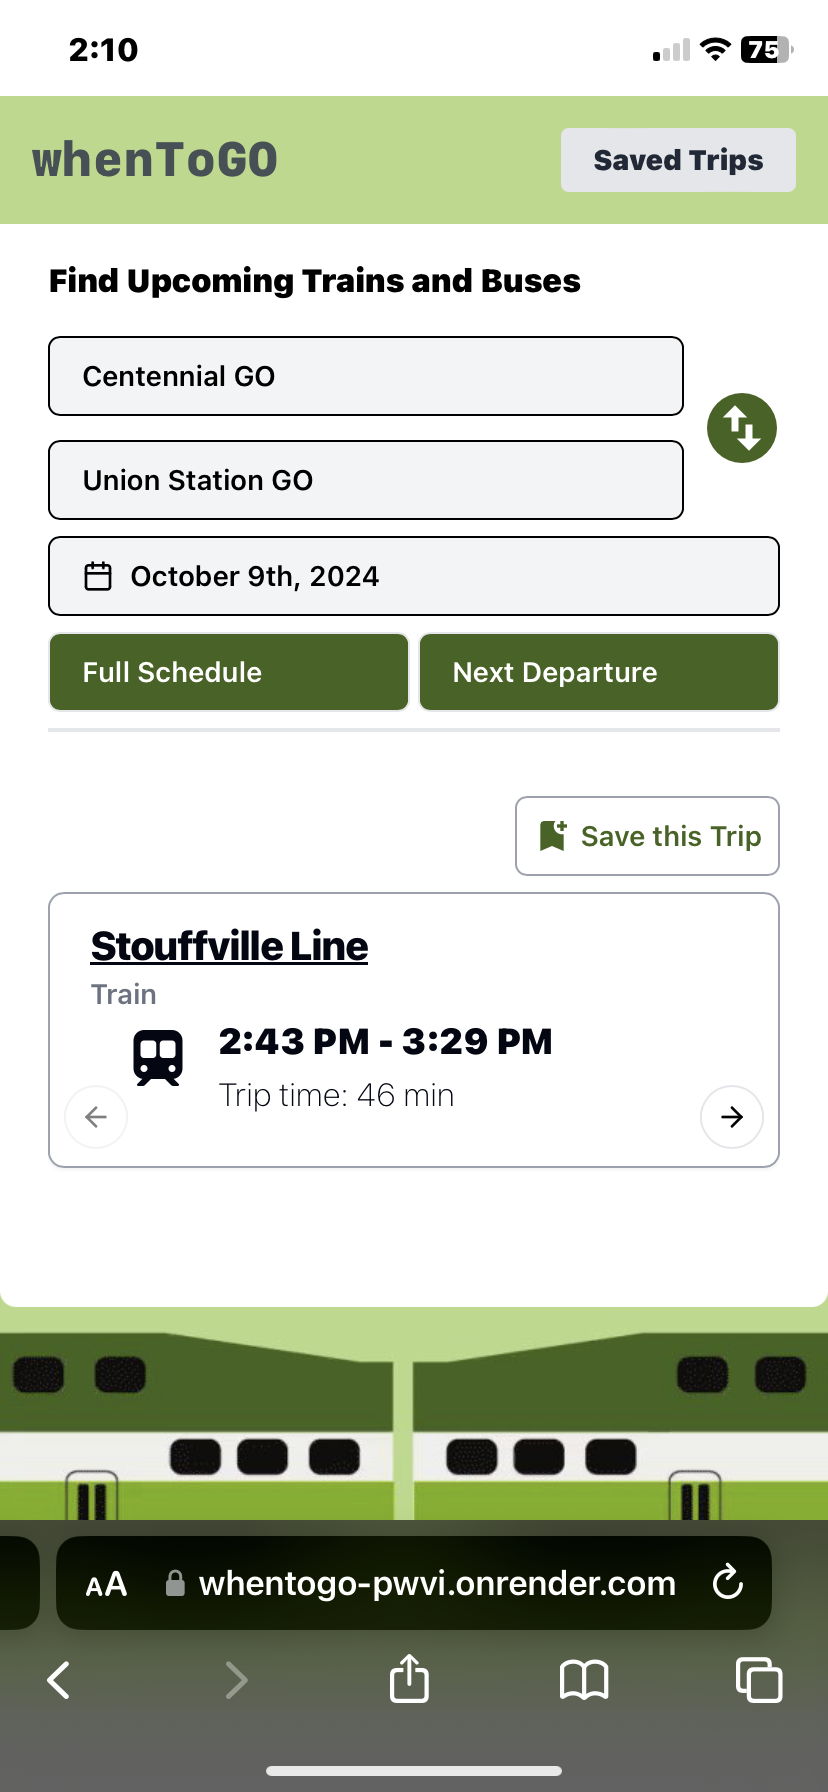 2:10
75
whenToGO
Saved Trips
Find Upcoming Trains and Buses
Centennial GO
Union Station GO
October 9th, 2024
Full Schedule
Next Departure
Save this Trip
Stouffville Line
Train
2:43 PM - 3:29 PM
Trip time: 46 min
AA
whentogo-pwvi.onrender.com